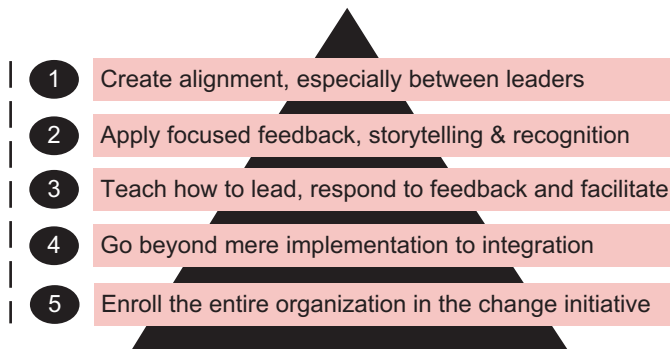 1 Create alignment, especially between leaders
2 Apply focused feedback, storytelling & recognition
3 Teach how to lead, respond to feedback and facilitate
4 Go beyond mere implementation to integration
5 Enroll the entire organization in the change initiative